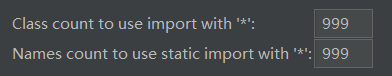 Class count to use import with '*': 999
Names count to use static import with '*': 999